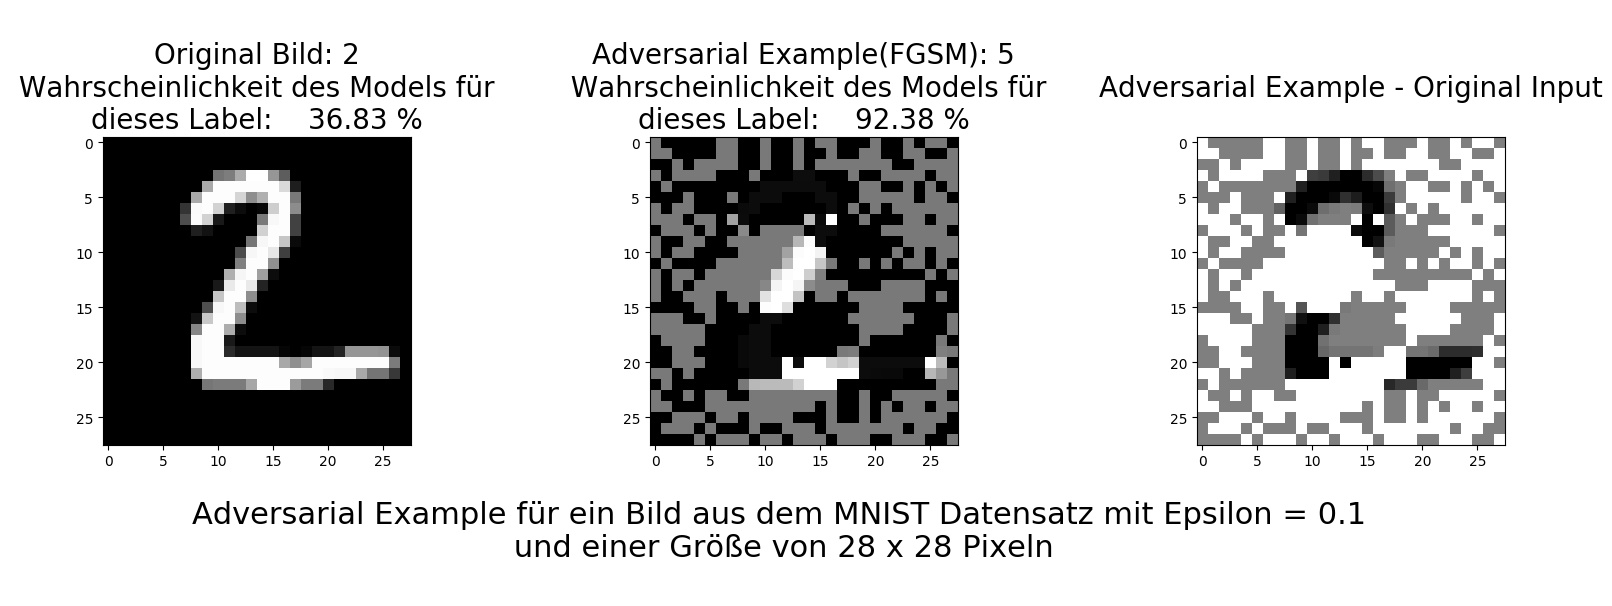 Original Bild: 2
Wahrscheinlichkeit des Models für
dieses Label: 36.83 %
0
5
10
15
20
25
0 5 10 15 20 25
Adversarial Example(FGSM): 5
Wahrscheinlichkeit des Models für
dieses Label: 92.38 %
0
5
10
15
20
25
0 5 10 15 20 25
Adversarial Example - Original Input
0
5
10
15
20
25
0 5 10 15 20 25
Adversarial Example für ein Bild aus dem MNIST Datensatz mit Epsilon = 0.1
und einer Größe von 28 x 28 Pixeln